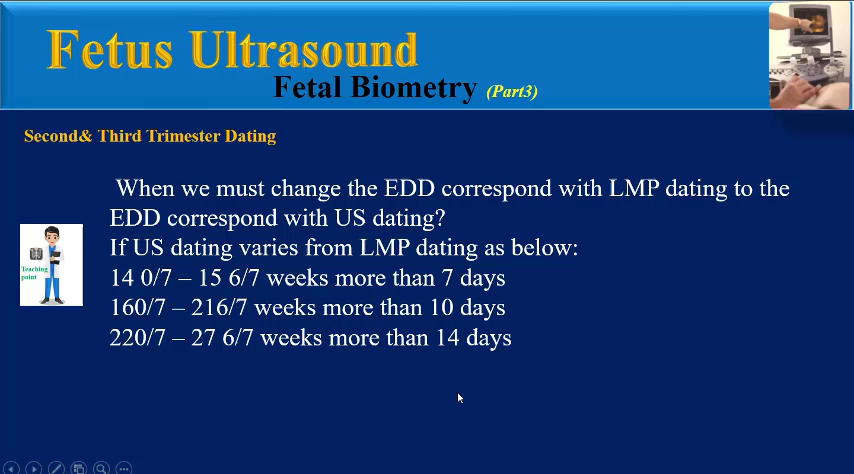 Fetus Ultrasound
Fetal Biometry (Part3)
Second& Third Trimester Dating
When we must change the EDD correspond with LMP dating to the
EDD correspond with US dating?
If US dating varies from LMP dating as below:
Teaching
point
14 0/7 – 15 6/7 weeks more than 7 days
160/7 – 216/7 weeks more than 10 days
220/7 – 27 6/7 weeks more than 14 days